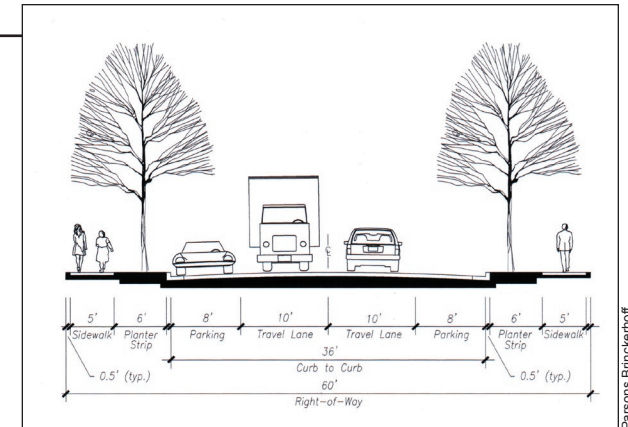 ℄
5' 6' 8' 10' 10' 8' 6' 5'
Sidewalk Planter Strip Parking Travel Lane Travel Lane Parking Planter Strip Sidewalk
36'
Curb to Curb
0.5' (typ.) 0.5' (typ.)
60'
Right-of-Way
Parsons Brinckerhoff